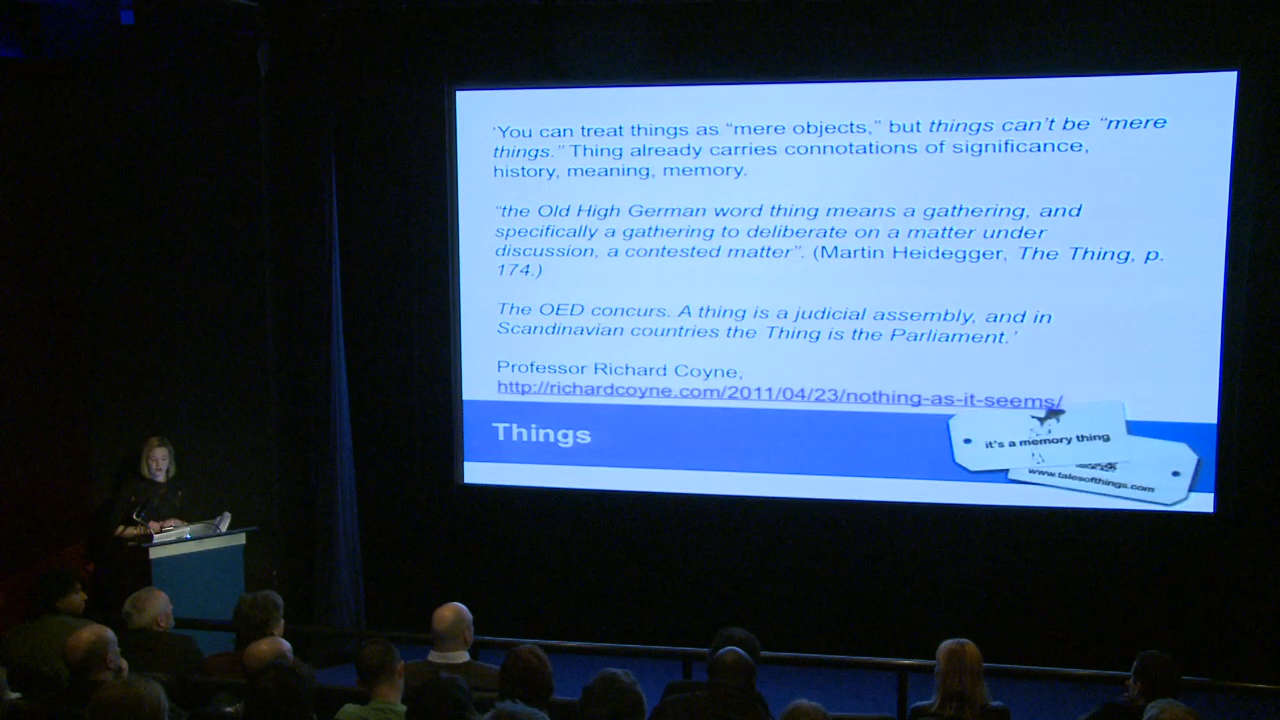 ‘You can treat things as “mere objects,” but things can’t be “mere
things.” Thing already carries connotations of significance,
history, meaning, memory.
“the Old High German word thing means a gathering, and
specifically a gathering to deliberate on a matter under
discussion, a contested matter”. (Martin Heidegger, The Thing, p.
174.)
The OED concurs. A thing is a judicial assembly, and in
Scandinavian countries the Thing is the Parliament.’
Professor Richard Coyne,
http://richardcoyne.com/2011/04/23/nothing-as-it-seems/
Things
it's a memory thing
www.talesofthings.com